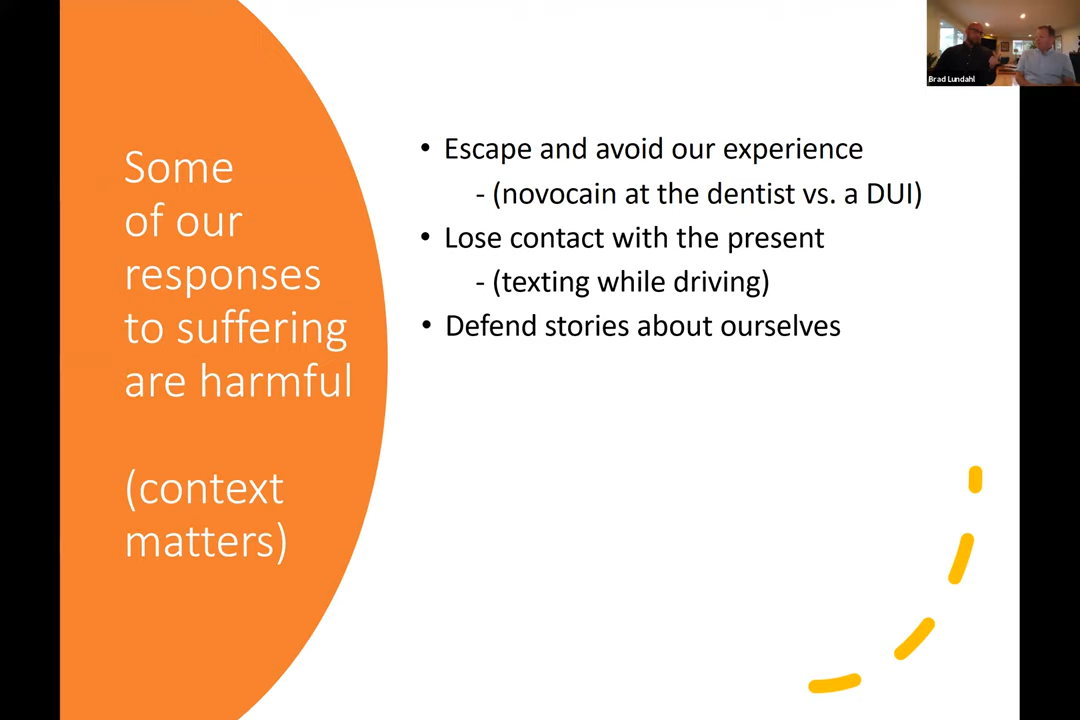 Some
of our
responses
to suffering
are harmful
(context
matters)
• Escape and avoid our experience
- (novocain at the dentist vs. a DUI)
• Lose contact with the present
- (texting while driving)
• Defend stories about ourselves
Brad Lundahl